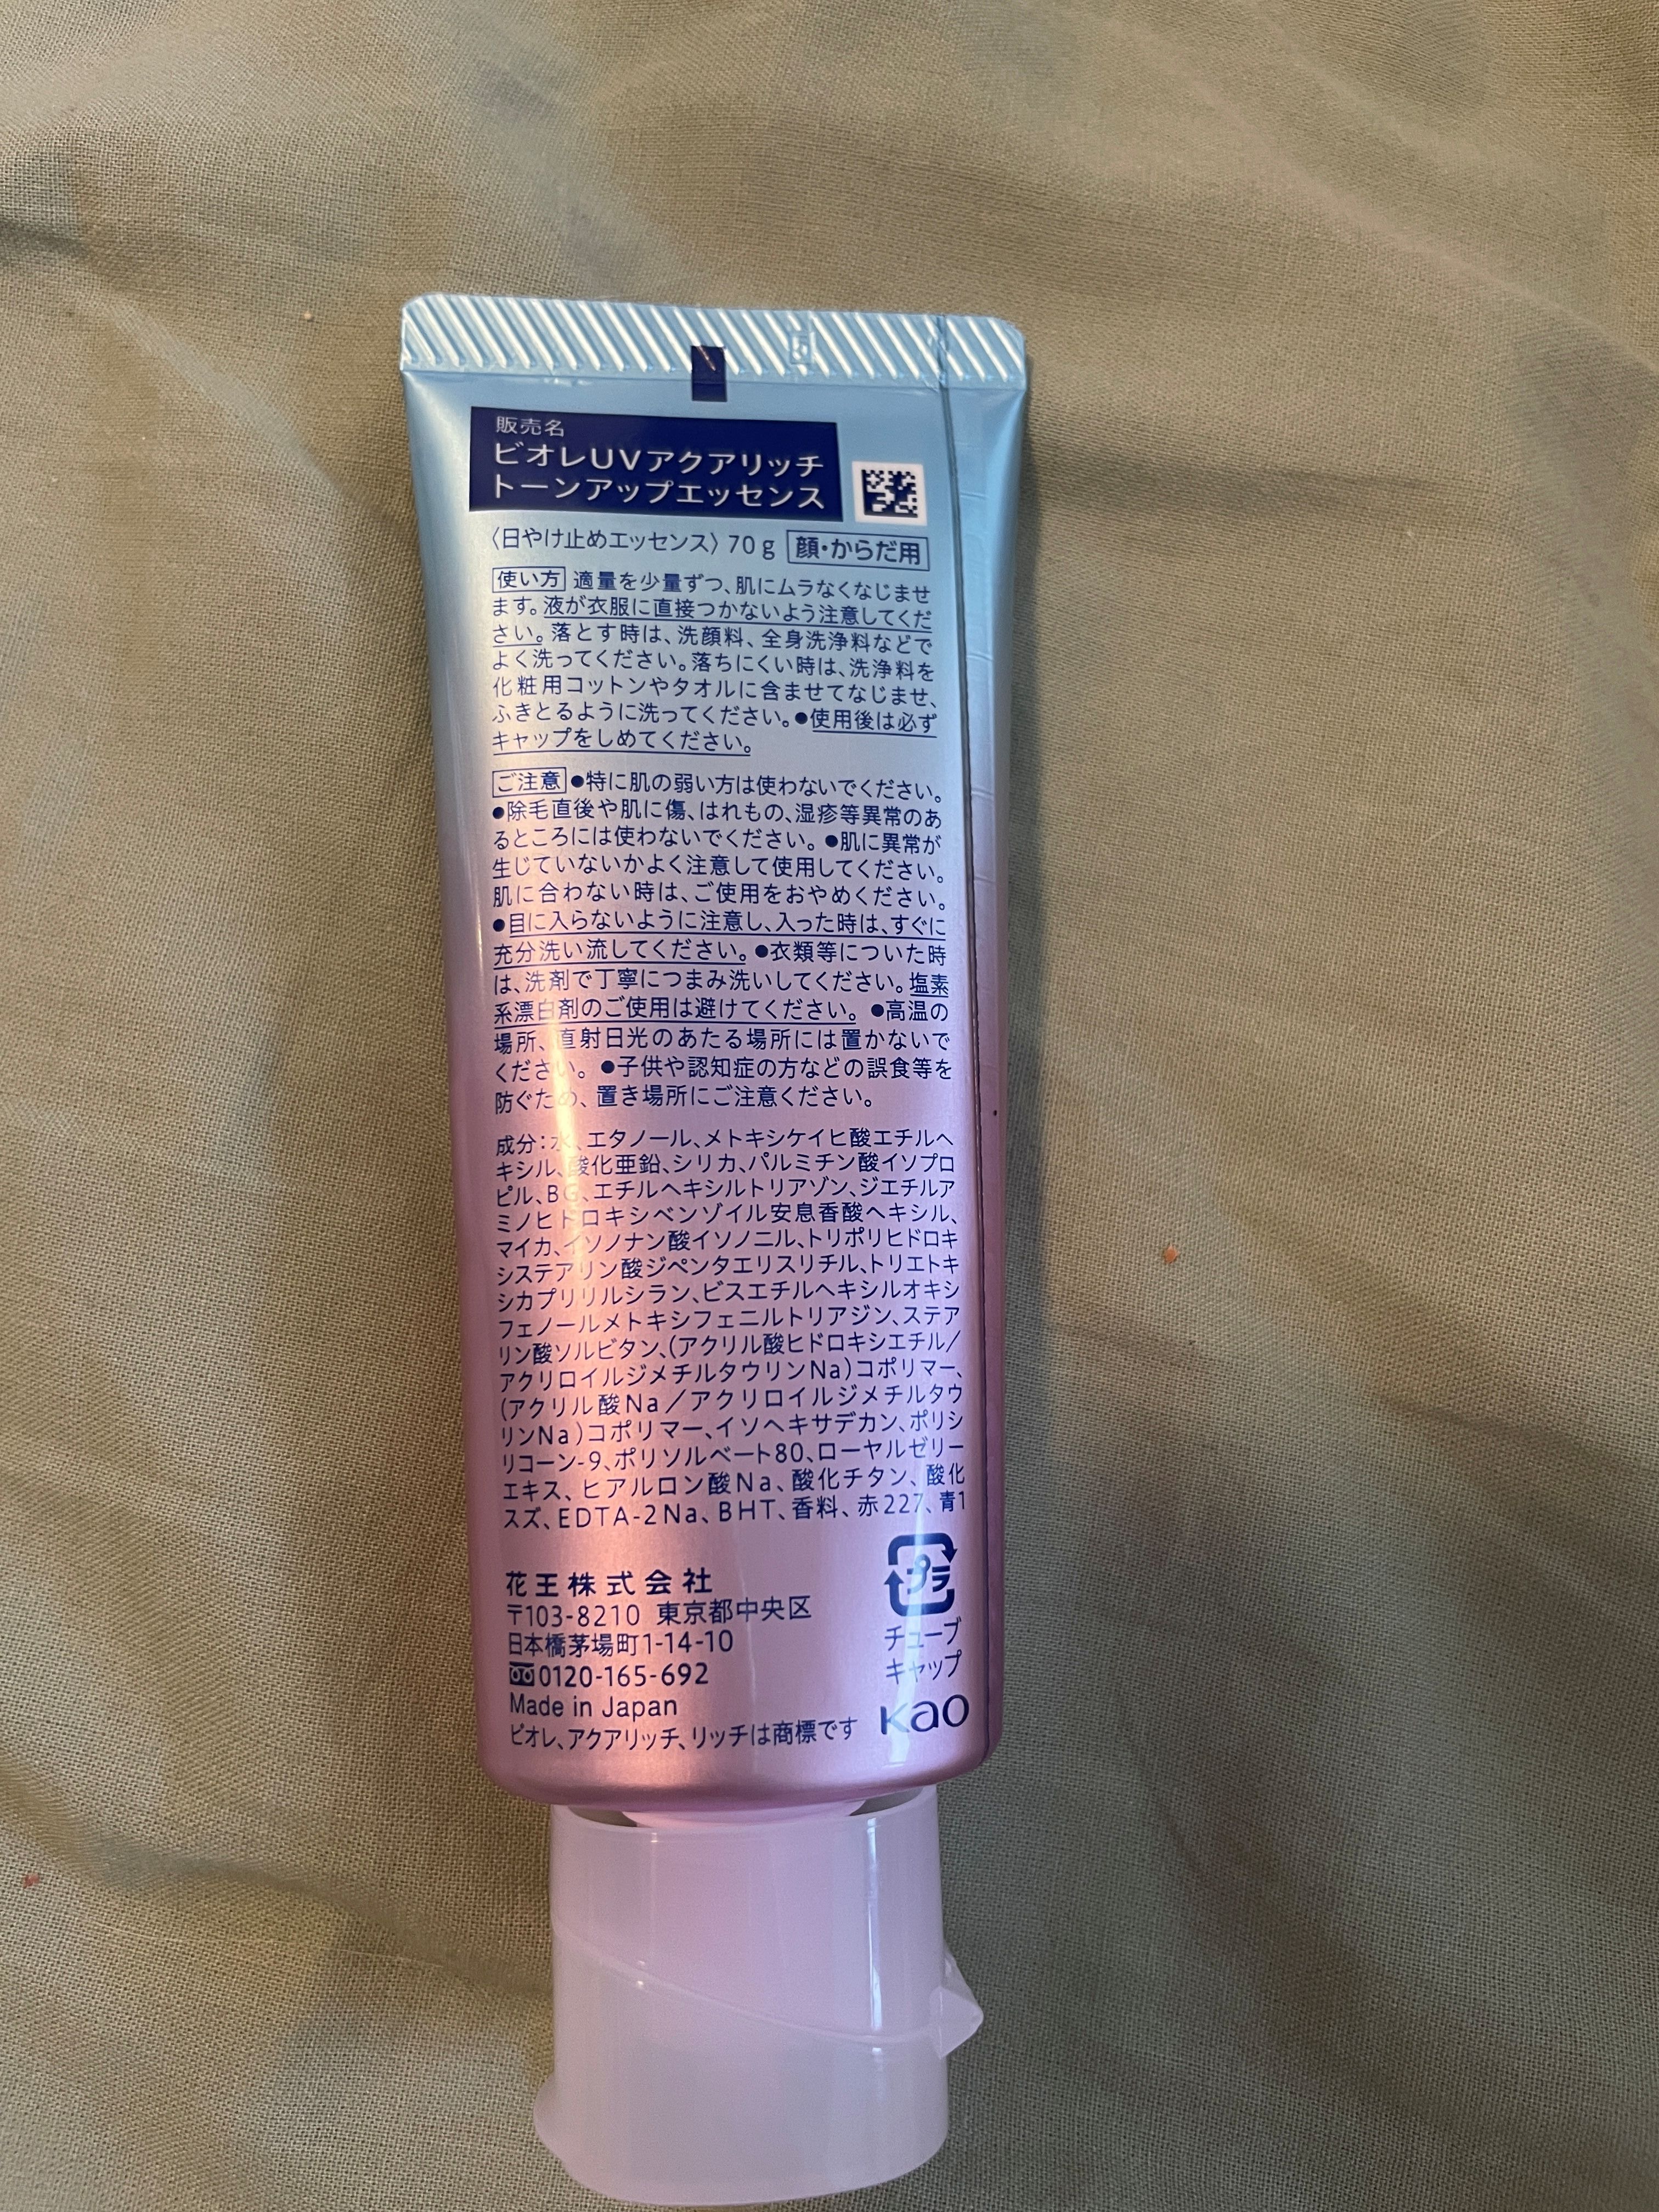 販売名
ビオレUVアクアリッチ
トーンアップエッセンス
〈日やけ止めエッセンス〉70g 顔・からだ用
使い方 適量を少量ずつ、肌にムラなくなじませ
ます。液が衣服に直接つかないよう注意してくだ
さい。落とす時は、洗顔料、全身洗浄料などで
よく洗ってください。落ちにくい時は、洗浄料を
化粧用コットンやタオルに含ませてなじませ、
ふきとるように洗ってください。●使用後は必ず
キャップをしめてください。
ご注意 ●特に肌の弱い方は使わないでください。
●除毛直後や肌に傷、はれもの、湿疹等異常のあ
るところには使わないでください。●肌に異常が
生じていないかよく注意して使用してください。
肌に合わない時は、ご使用をおやめください。
●目に入らないように注意し、入った時は、すぐに
充分洗い流してください。●衣類等についた時
は、洗剤で丁寧につまみ洗いしてください。塩素
系漂白剤のご使用は避けてください。●高温の
場所、直射日光のあたる場所には置かないで
ください。●子供や認知症の方などの誤食等を
防ぐため、置き場所にご注意ください。
成分：水、エタノール、メトキシケイヒ酸エチルヘ
キシル、酸化亜鉛、シリカ、パルミチン酸イソプロ
ピル、BG、エチルヘキシルトリアゾン、ジエチルア
ミノヒドロキシベンゾイル安息香酸ヘキシル、
マイカ、イソノナン酸イソノニル、トリポリヒドロキ
システアリン酸ジペンタエリスリチル、トリエトキ
シカプリリルシラン、ビスエチルヘキシルオキシ
フェノールメトキシフェニルトリアジン、ステア
リン酸ソルビタン、(アクリル酸ヒドロキシエチル／
アクリロイルジメチルタウリンNa)コポリマー、
(アクリル酸Na／アクリロイルジメチルタウ
リンNa)コポリマー、イソヘキサデカン、ポリシ
リコーン-9、ポリソルベート80、ローヤルゼリー
エキス、ヒアルロン酸Na、酸化チタン、酸化
スズ、EDTA-2Na、BHT、香料、赤227、青1
花王株式会社
〒103-8210 東京都中央区
日本橋茅場町1-14-10
0120-165-692
Made in Japan
ビオレ、アクアリッチ、リッチは商標です
プラ
チューブ
キャップ
Kao